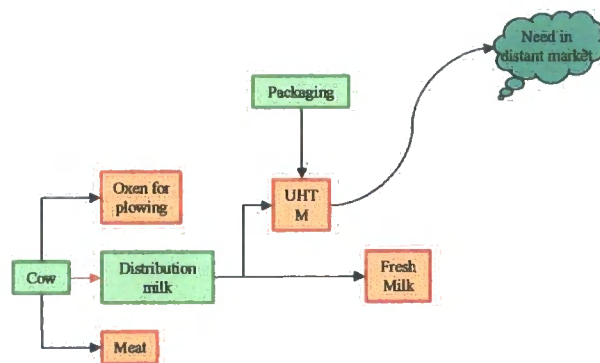 Need in
distant market
Packaging
Oxen for
plowing
UHT
M
Cow
Distribution
milk
Fresh
Milk
Meat